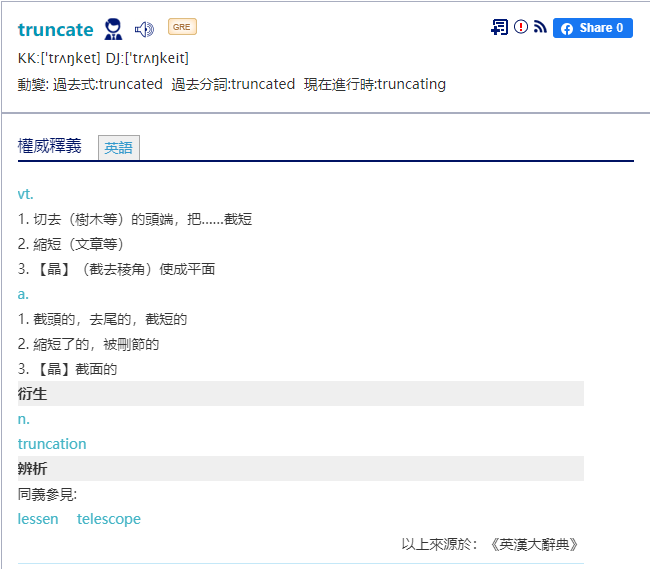 truncate GRE Share 0
KK:[ˈtrʌŋket] DJ:[ˈtrʌŋkeit]
動變: 過去式:truncated 過去分詞:truncated 現在進行時:truncating
權威釋義 英語
vt.
1. 切去（樹木等）的頭端，把……截短
2. 縮短（文章等）
3. 【晶】（截去稜角）使成平面
a.
1. 截頭的，去尾的，截短的
2. 縮短了的，被刪節的
3. 【晶】截面的
衍生
n.
truncation
辨析
同義參見:
lessen telescope
以上來源於：《英漢大辭典》